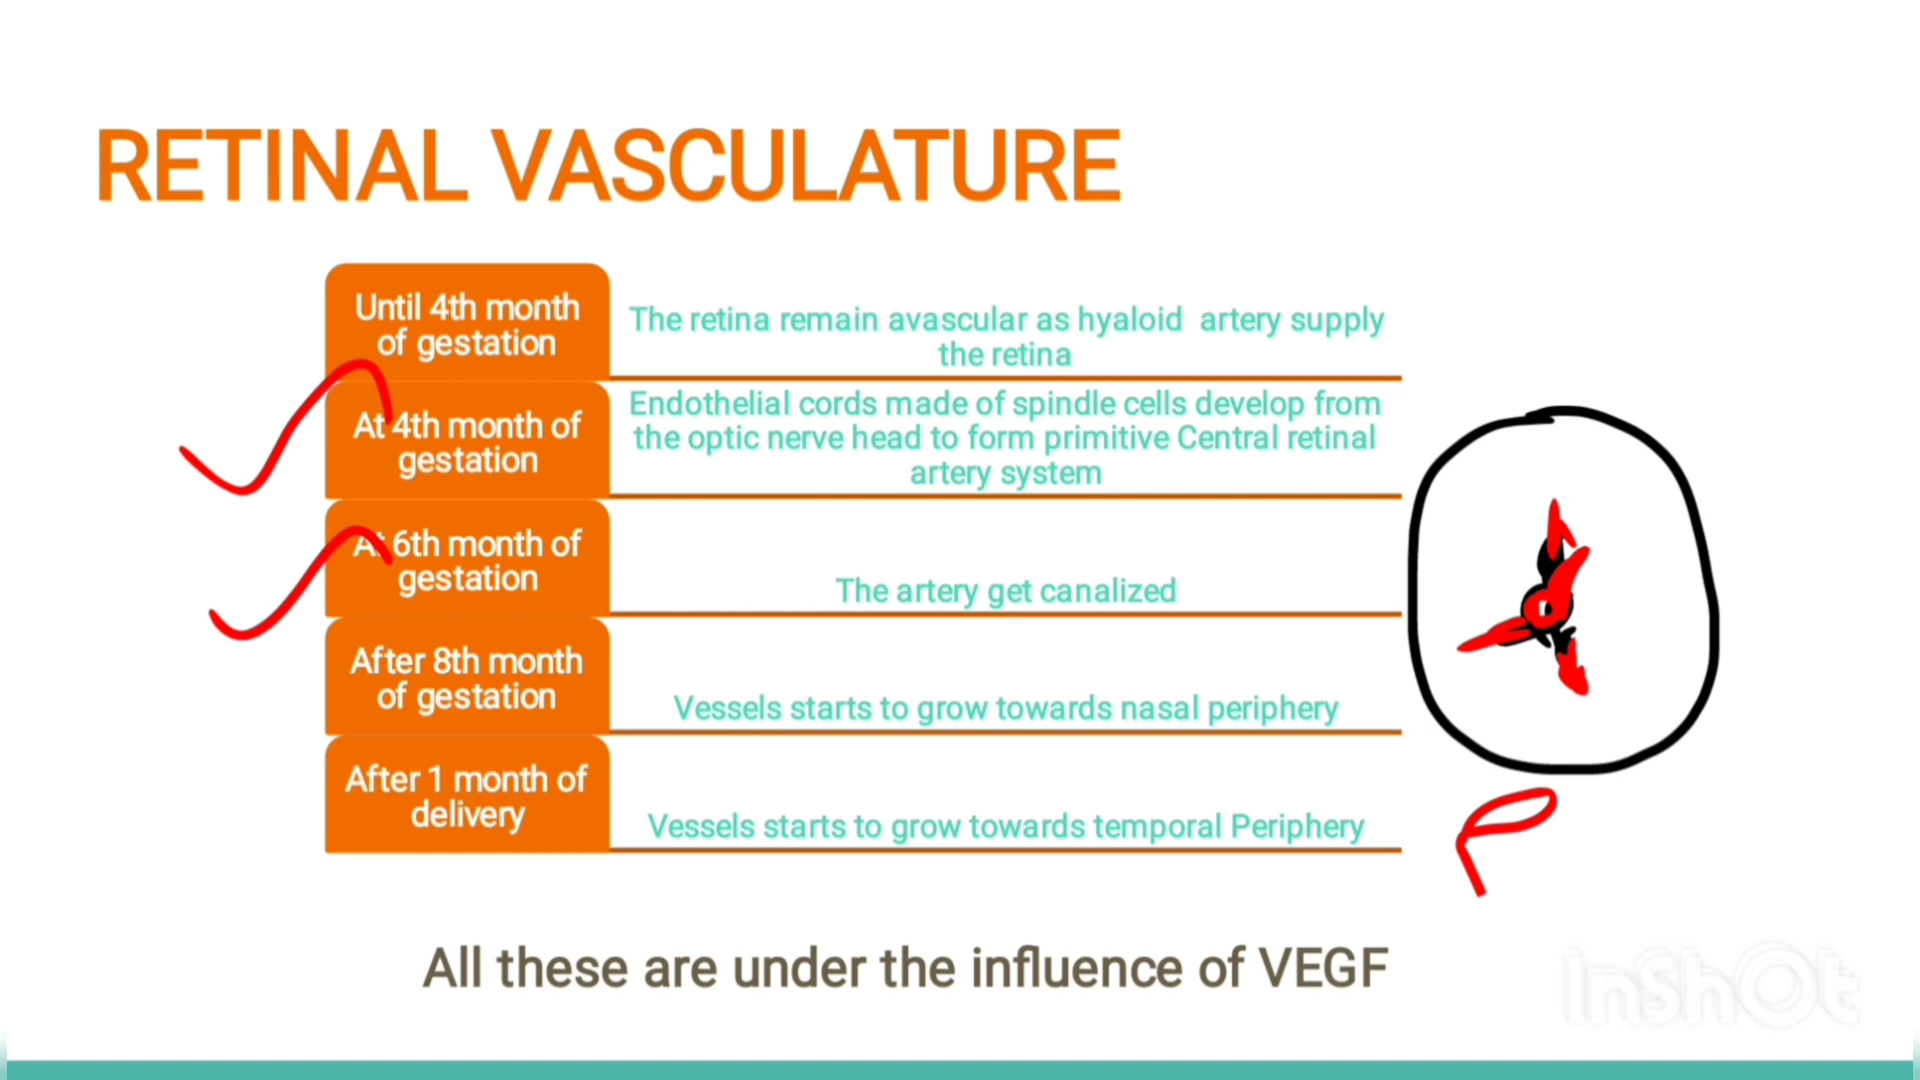 RETINAL VASCULATURE
Until 4th month
of gestation
The retina remain avascular as hyaloid artery supply
the retina
At 4th month of
gestation
Endothelial cords made of spindle cells develop from
the optic nerve head to form primitive Central retinal
artery system
At 6th month of
gestation
The artery get canalized
After 8th month
of gestation
Vessels starts to grow towards nasal periphery
After 1 month of
delivery
Vessels starts to grow towards temporal Periphery
All these are under the influence of VEGF
InShOt